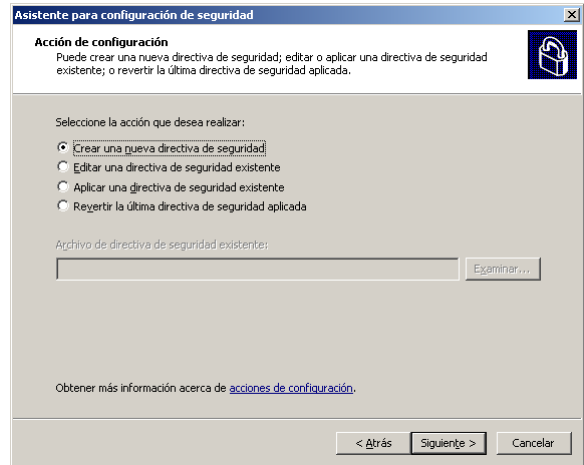 Asistente para configuración de seguridad
Acción de configuración
Puede crear una nueva directiva de seguridad; editar o aplicar una directiva de seguridad
existente; o revertir la última directiva de seguridad aplicada.
Seleccione la acción que desea realizar:
Crear una nueva directiva de seguridad
Editar una directiva de seguridad existente
Aplicar una directiva de seguridad existente
Revertir la última directiva de seguridad aplicada
Archivo de directiva de seguridad existente:
Examinar...
Obtener más información acerca de acciones de configuración.
< Atrás Siguiente > Cancelar